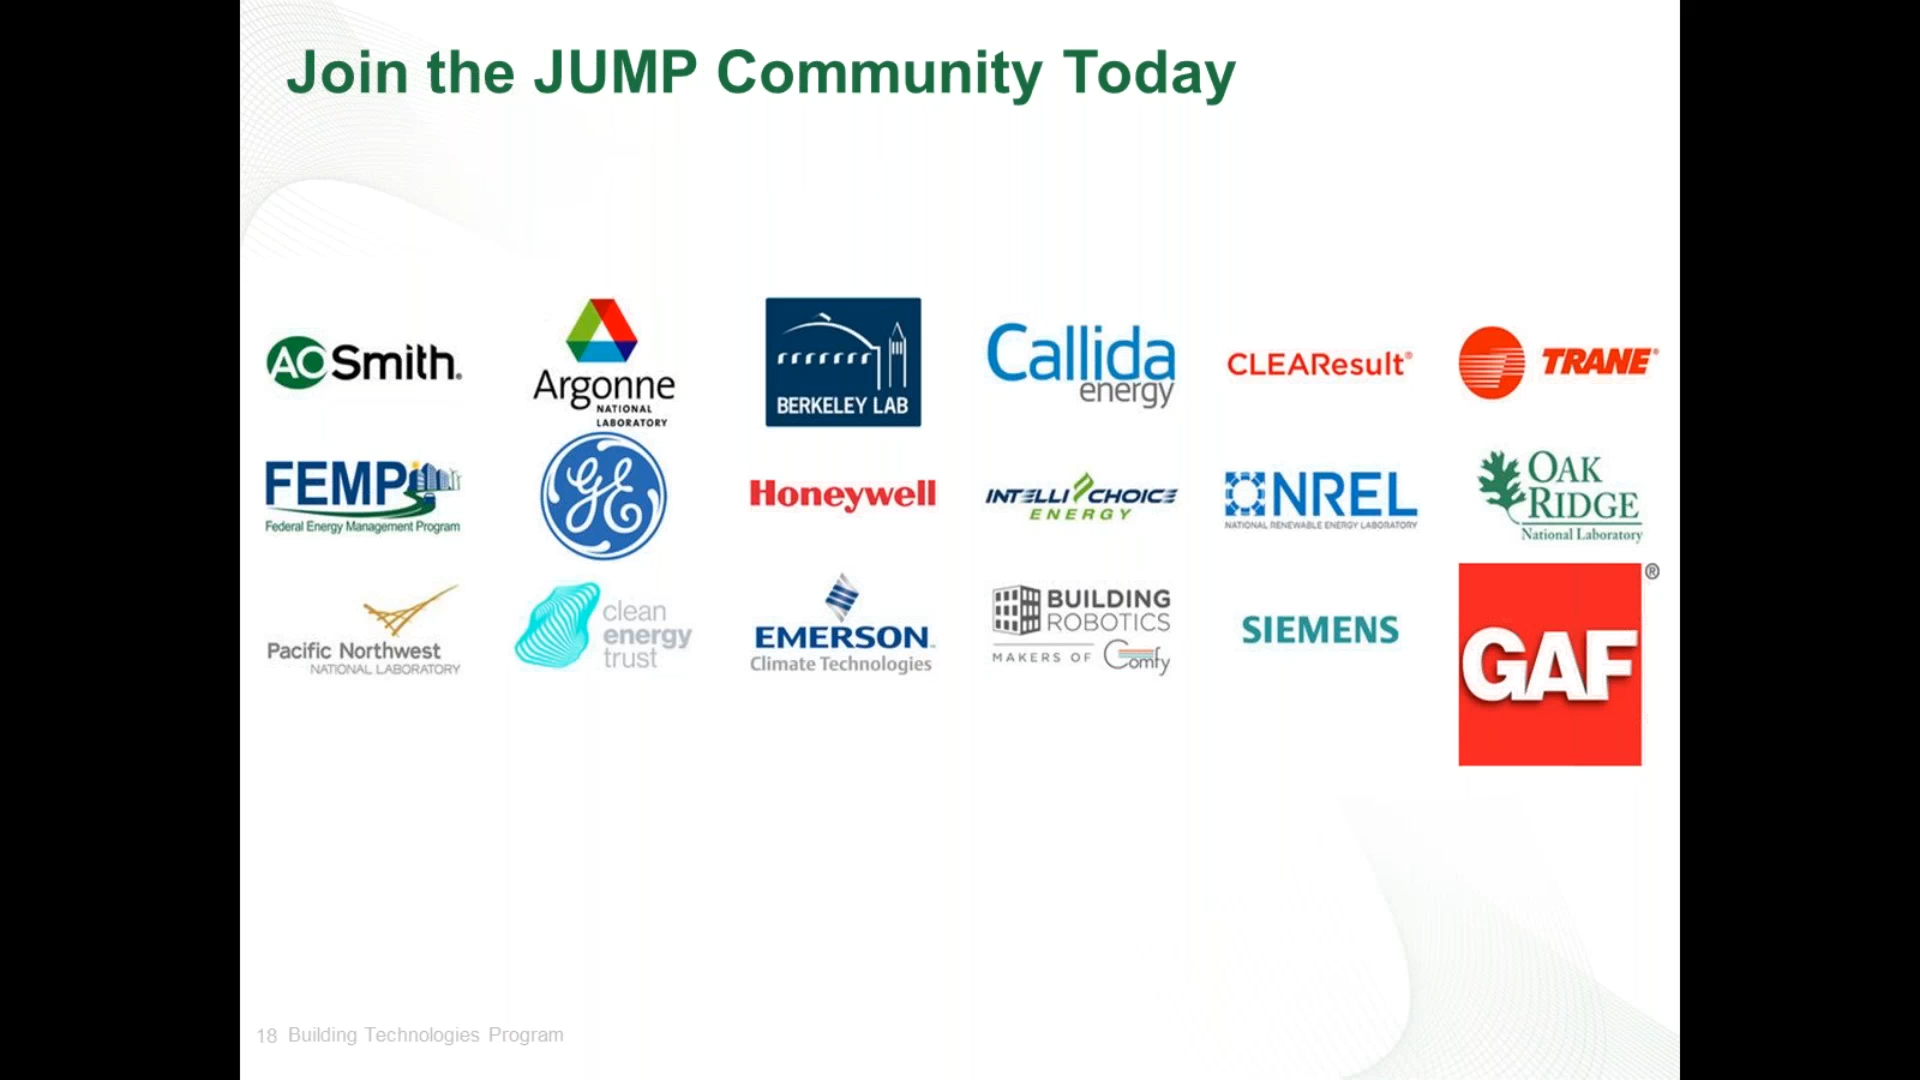 Join the JUMP Community Today
AO Smith.
Argonne
NATIONAL
LABORATORY
BERKELEY LAB
Callida
energy
CLEAResult®
TRANE®
FEMP
Federal Energy Management Program
GE
Honeywell
INTELLICHOICE
ENERGY
NREL
NATIONAL RENEWABLE ENERGY LABORATORY
OAK
RIDGE
National Laboratory
Pacific Northwest
NATIONAL LABORATORY
clean
energy
trust
EMERSON™
Climate Technologies
BUILDING
ROBOTICS
MAKERS OF Comfy
SIEMENS
GAF®
18 Building Technologies Program